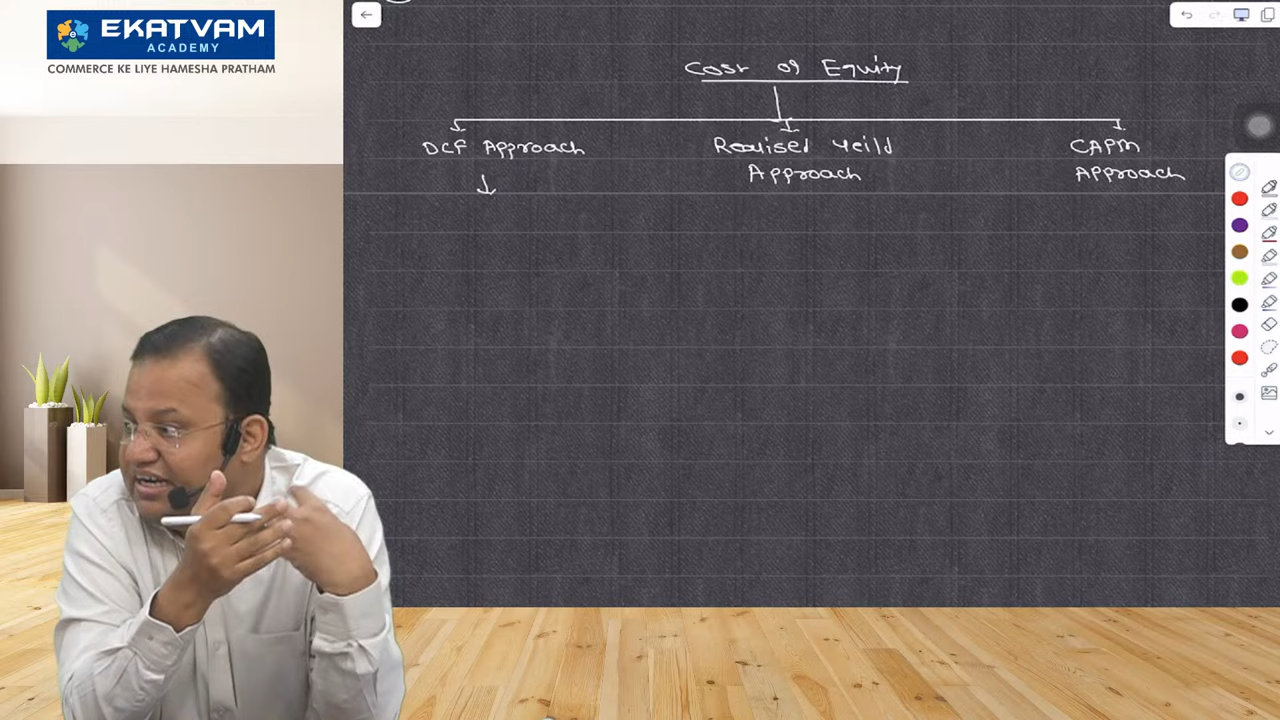 EKATVAM
ACADEMY
COMMERCE KE LIYE HAMESHA PRATHAM
Cost of Equity
DCF Approach
Realised Yeild
Approach
CAPM
Approach